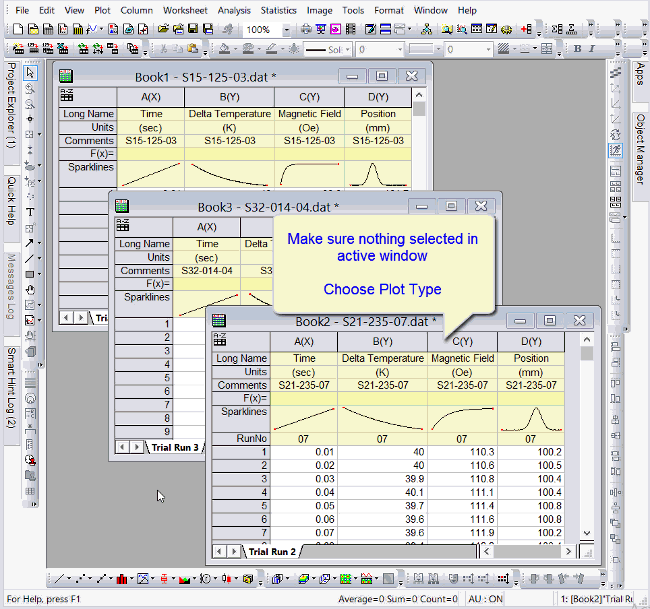 File Edit View Plot Column Worksheet Analysis Statistics Image Tools Format Window Help
100%
Sol 0 0 B I
Project Explorer (1)
Quick Help
Messages Log
Smart Hint Log (2)
Apps
Object Manager
Book1 - S15-125-03.dat *
A(X) B(Y) C(Y) D(Y)
Long Name Time Delta Temperature Magnetic Field Position
Units (sec) (K) (Oe) (mm)
Comments S15-125-03 S15-125-03 S15-125-03 S15-125-03
F(x)=
Sparklines
Book3 - S32-014-04.dat *
A(X)
Long Name Time Delta T
Units (sec)
Comments S32-014-04 S3
F(x)=
Sparklines
1
2
3
4
5
6
7
8
9
Tri
Trial Run 3
Make sure nothing selected in
active window
Choose Plot Type
Book2 - S21-235-07.dat *
A(X) B(Y) C(Y) D(Y)
Long Name Time Delta Temperature Magnetic Field Position
Units (sec) (K) (Oe) (mm)
Comments S21-235-07 S21-235-07 S21-235-07 S21-235-07
F(x)=
Sparklines
RunNo 07 07 07 07
1 0.01 40 110.3 100.2
2 0.02 40 110.6 100.5
3 0.03 39.9 110.8 100.4
4 0.04 40.1 111.1 100.4
5 0.05 39.7 111.4 100.8
6 0.06 39.6 111.6 100.8
7 0.07 39.6 111.9 100.2
Trial Run 2
For Help, press F1 Average=0 Sum=0 Count=0 AU : ON 1: [Book2]"Trial Ru